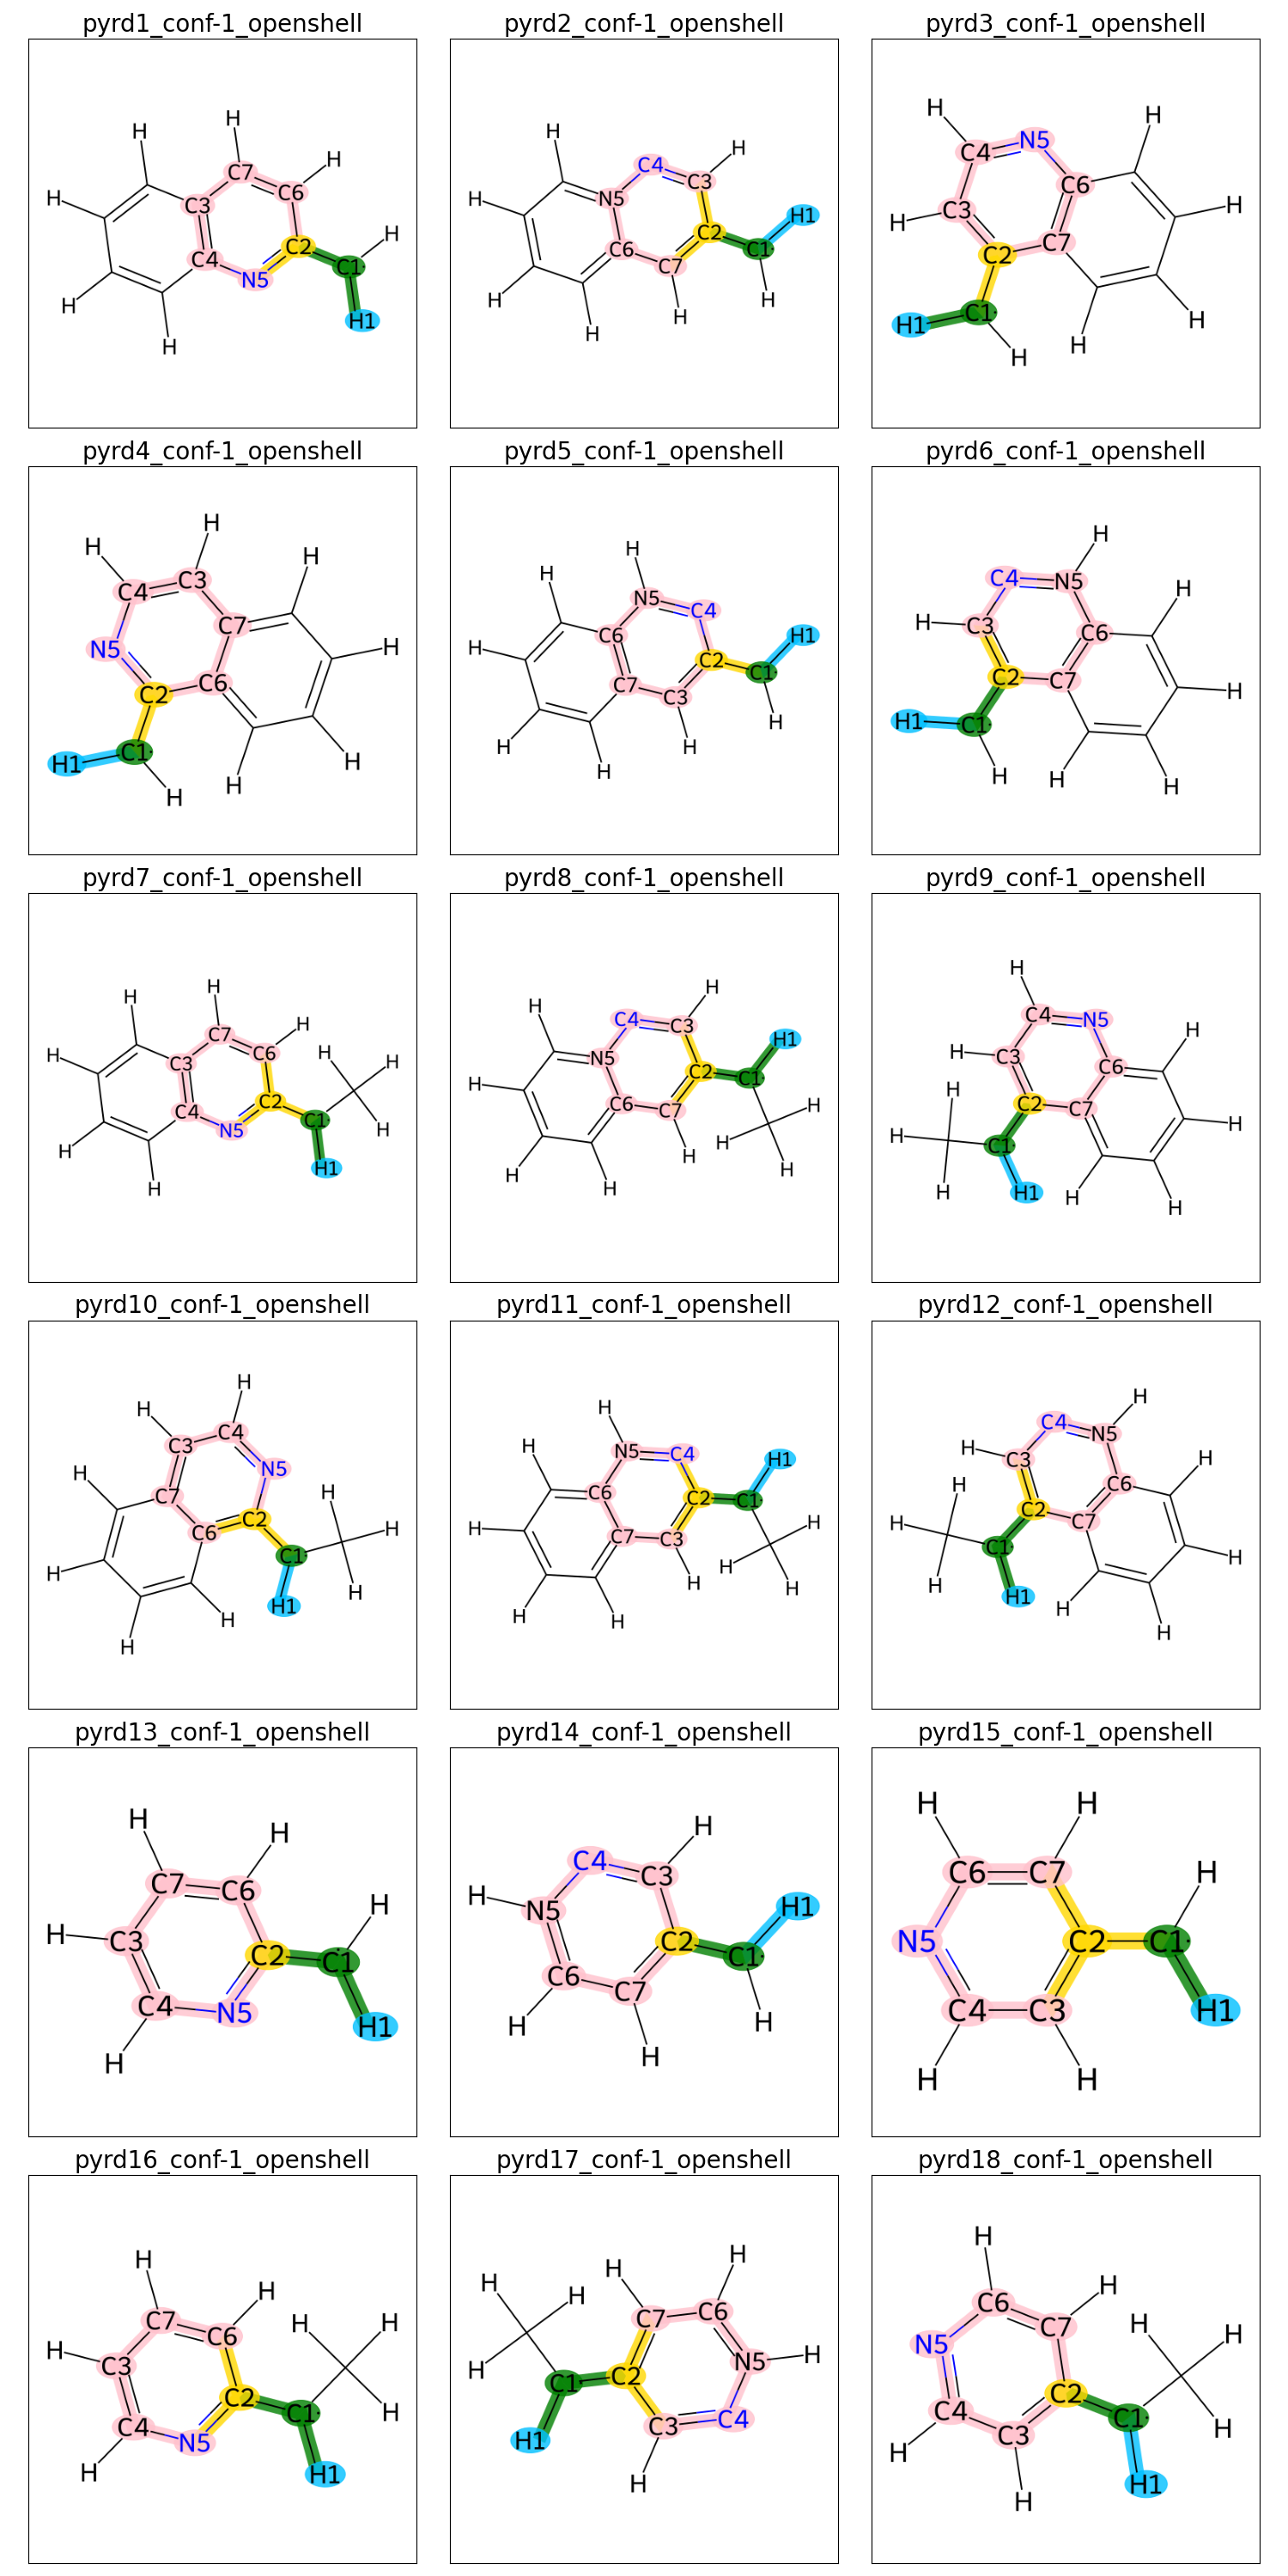 pyrd1_conf-1_openshell
pyrd2_conf-1_openshell
pyrd3_conf-1_openshell
H
H
H
H
C7
C6
C3
C2
C4
N5
C1·
H
H1
H
H
H
H
C4
H
C3
N5
H1
C2
C6
C7
C1·
H
H
H
H
H
H
N5
C4
C6
H
C3
H
C7
C2
C1·
H1
H
H
H
pyrd4_conf-1_openshell
pyrd5_conf-1_openshell
pyrd6_conf-1_openshell
H
H
H
C3
C4
C7
H
N5
C6
C2
C1·
H1
H
H
H
H
H
N5
C4
H1
H
C6
C2
C1·
C7
C3
H
H
H
H
H
C4
N5
H
H
C3
C6
C2
C7
H
H1
C1·
H
H
H
pyrd7_conf-1_openshell
pyrd8_conf-1_openshell
pyrd9_conf-1_openshell
H
H
H
C7
H
C6
H
H
C3
C2
C4
N5
C1·
H
H
H1
H
H
H
C4
C3
H1
N5
C2
C1·
H
C6
C7
H
H
H
H
H
H
H
C4
N5
H
H
C3
C6
H
C2
C7
H
H
C1·
H
H1
H
H
pyrd10_conf-1_openshell
pyrd11_conf-1_openshell
pyrd12_conf-1_openshell
H
H
C4
C3
N5
H
C7
H
C6
C2
H
C1·
H
H
H1
H
H
H
H
N5
C4
H1
C6
C2
C1·
H
H
C7
C3
H
H
H
H
H
H
C4
N5
H
C3
H
H
C6
C2
C7
H
C1·
H
H
H1
H
H
pyrd13_conf-1_openshell
pyrd14_conf-1_openshell
pyrd15_conf-1_openshell
H
H
C7
C6
H
H
C3
C2
C1·
C4
N5
H1
H
H
C4
C3
H
N5
H1
C2
C1·
C6
C7
H
H
H
H
H
C6
C7
H
N5
C2
C1·
C4
C3
H1
H
H
pyrd16_conf-1_openshell
pyrd17_conf-1_openshell
pyrd18_conf-1_openshell
H
H
C7
C6
H
H
H
C3
C2
C1·
H
C4
N5
H
H1
H
H
H
H
C7
C6
H
N5
H
C2
C1·
C3
C4
H1
H
H
H
C6
C7
H
H
N5
C2
C4
C1·
H
C3
H
H1
H